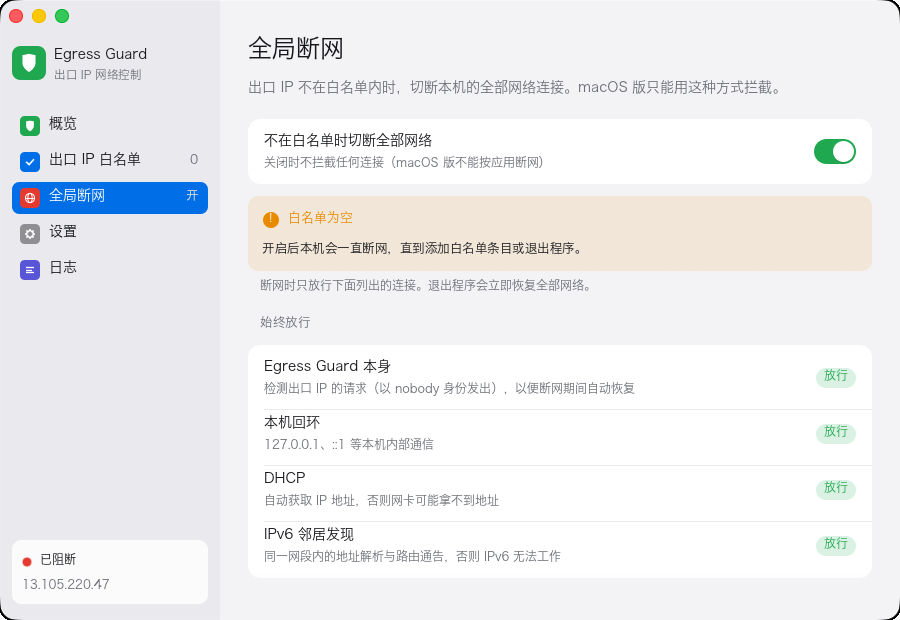 Egress Guard
出口 IP 网络控制
概览
出口 IP 白名单 0
全局断网 开
设置
日志
已阻断
13.105.220.47
全局断网
出口 IP 不在白名单内时，切断本机的全部网络连接。macOS 版只能用这种方式拦截。
不在白名单时切断全部网络
关闭时不拦截任何连接（macOS 版不能按应用断网）
白名单为空
开启后本机会一直断网，直到添加白名单条目或退出程序。
断网时只放行下面列出的连接。退出程序会立即恢复全部网络。
始终放行
Egress Guard 本身
检测出口 IP 的请求（以 nobody 身份发出），以便断网期间自动恢复
放行
本机回环
127.0.0.1、::1 等本机内部通信
放行
DHCP
自动获取 IP 地址，否则网卡可能拿不到地址
放行
IPv6 邻居发现
同一网段内的地址解析与路由通告，否则 IPv6 无法工作
放行